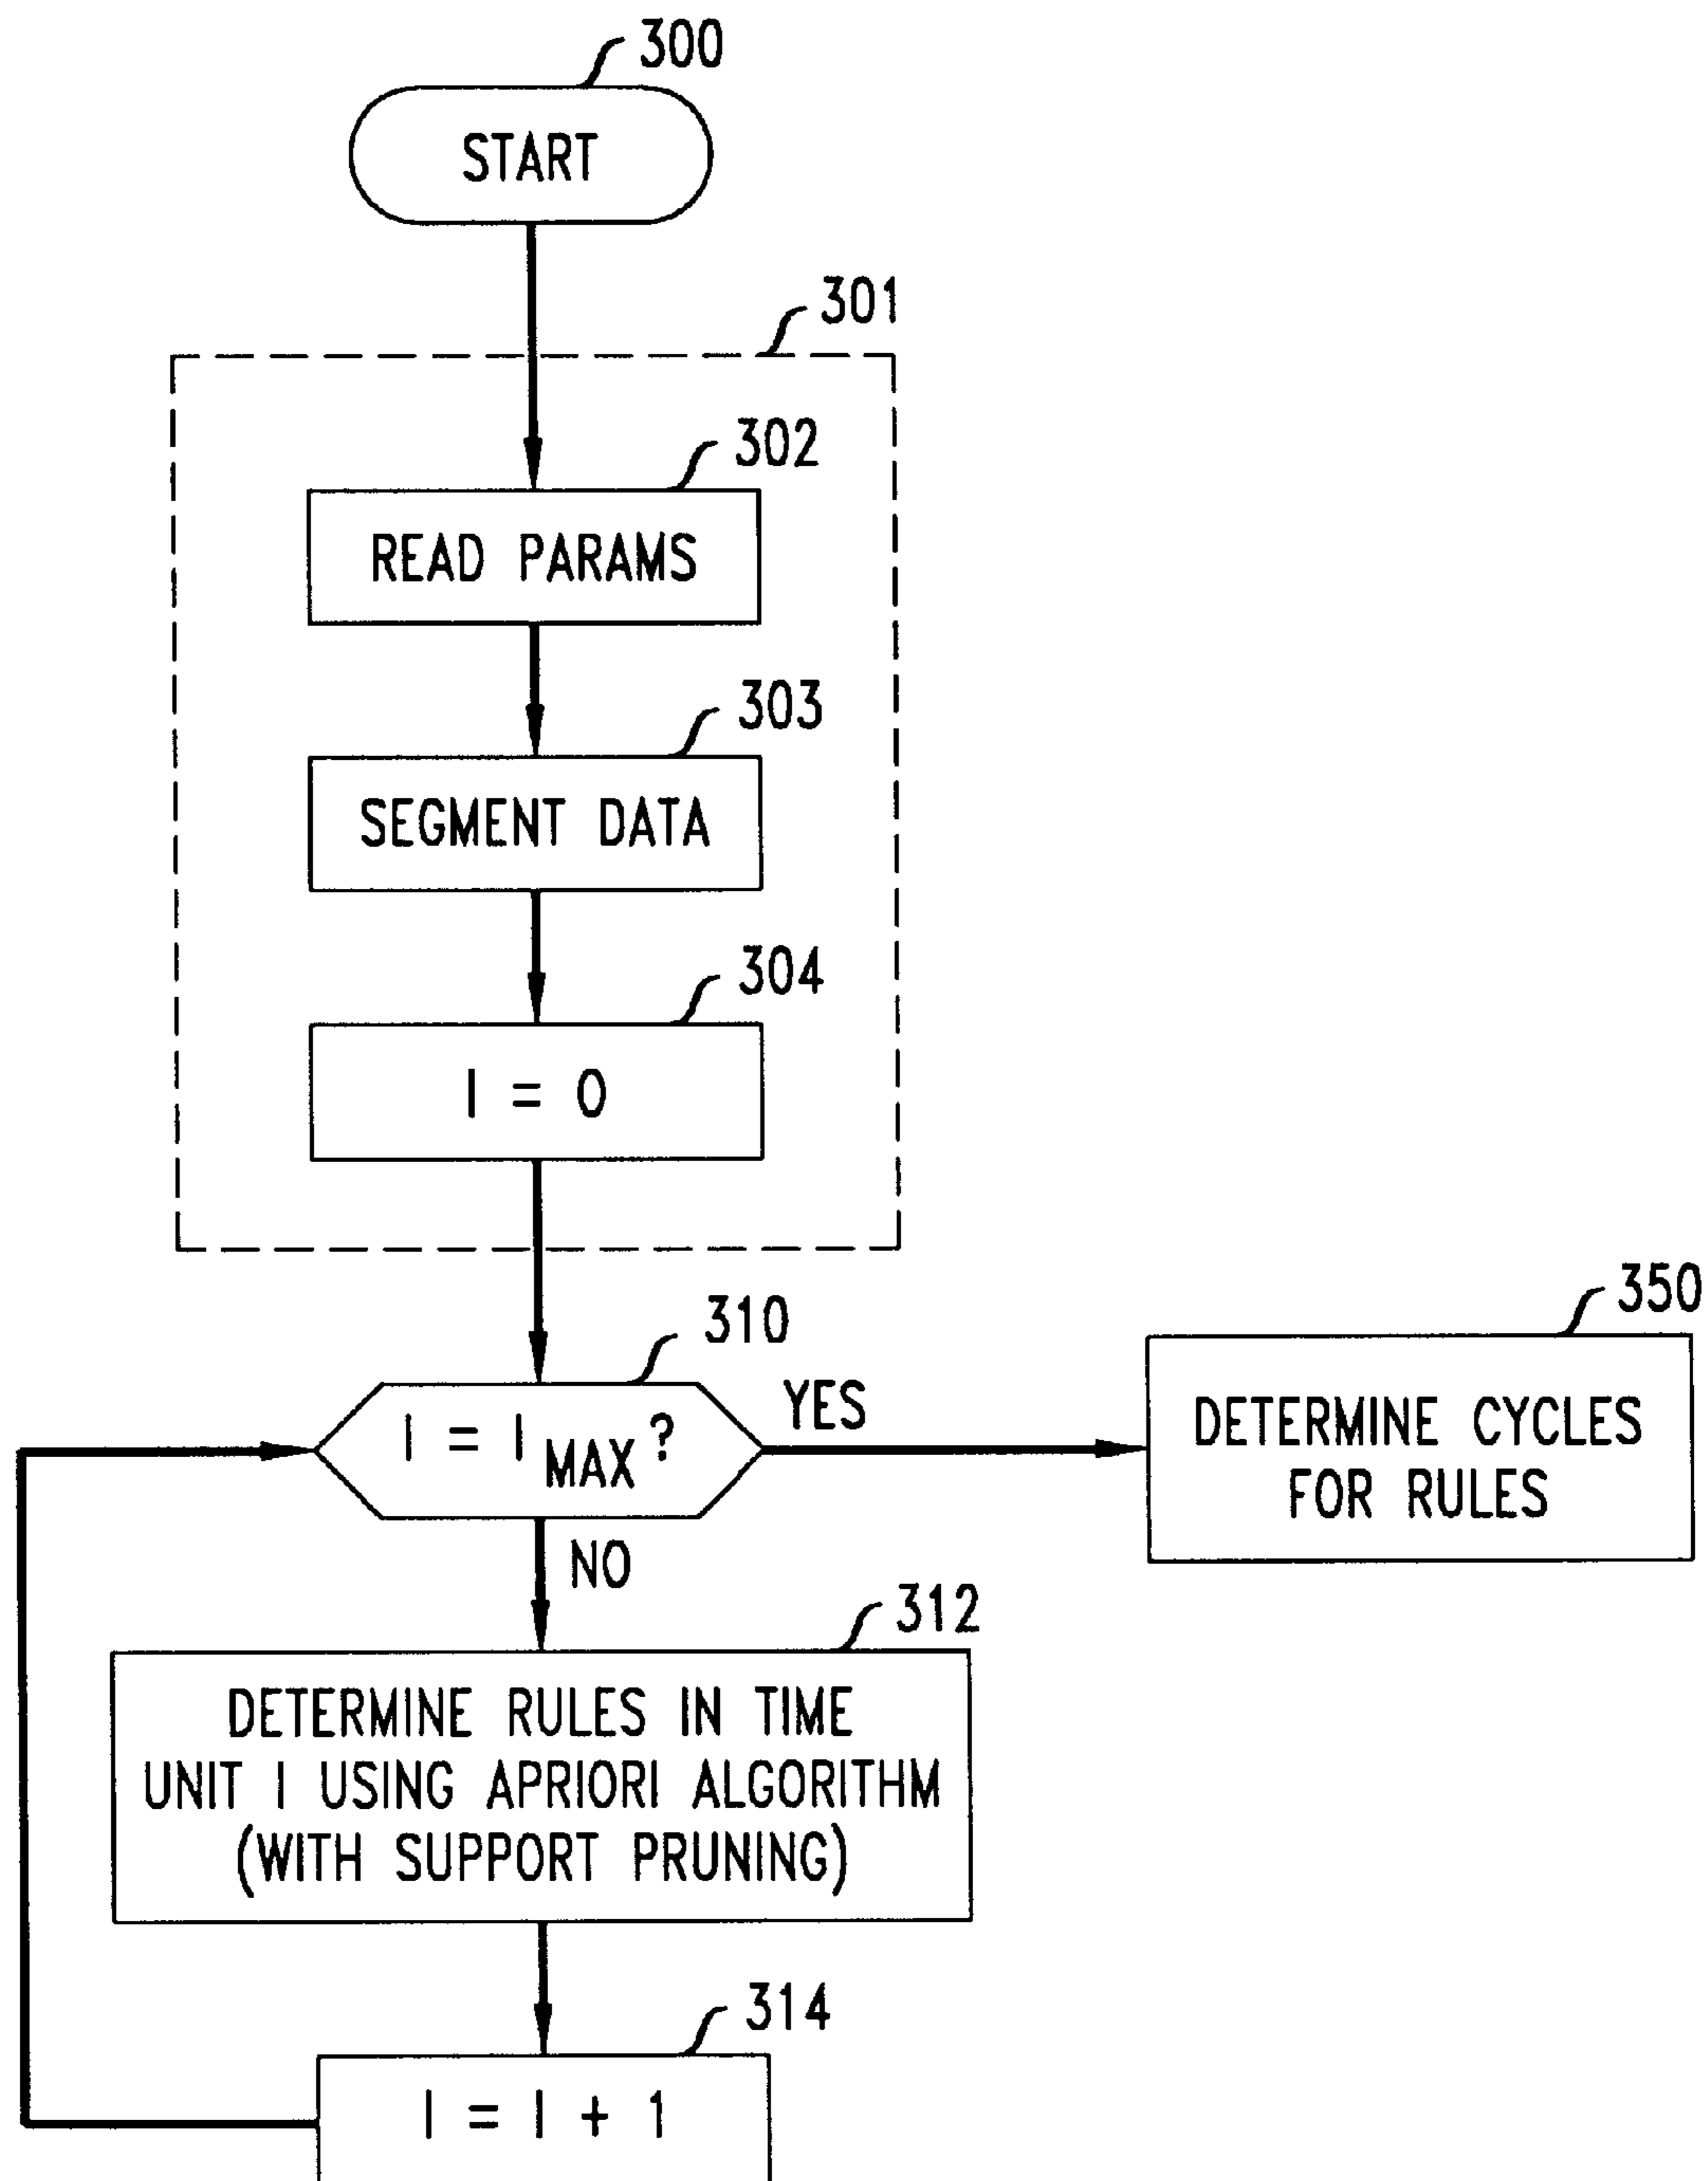 300
START
301
302
READ PARAMS
303
SEGMENT DATA
304
I = 0
310
I = I MAX ?
YES
350
DETERMINE CYCLES
FOR RULES
NO
312
DETERMINE RULES IN TIME
UNIT I USING APRIORI ALGORITHM
(WITH SUPPORT PRUNING)
314
I = I + 1